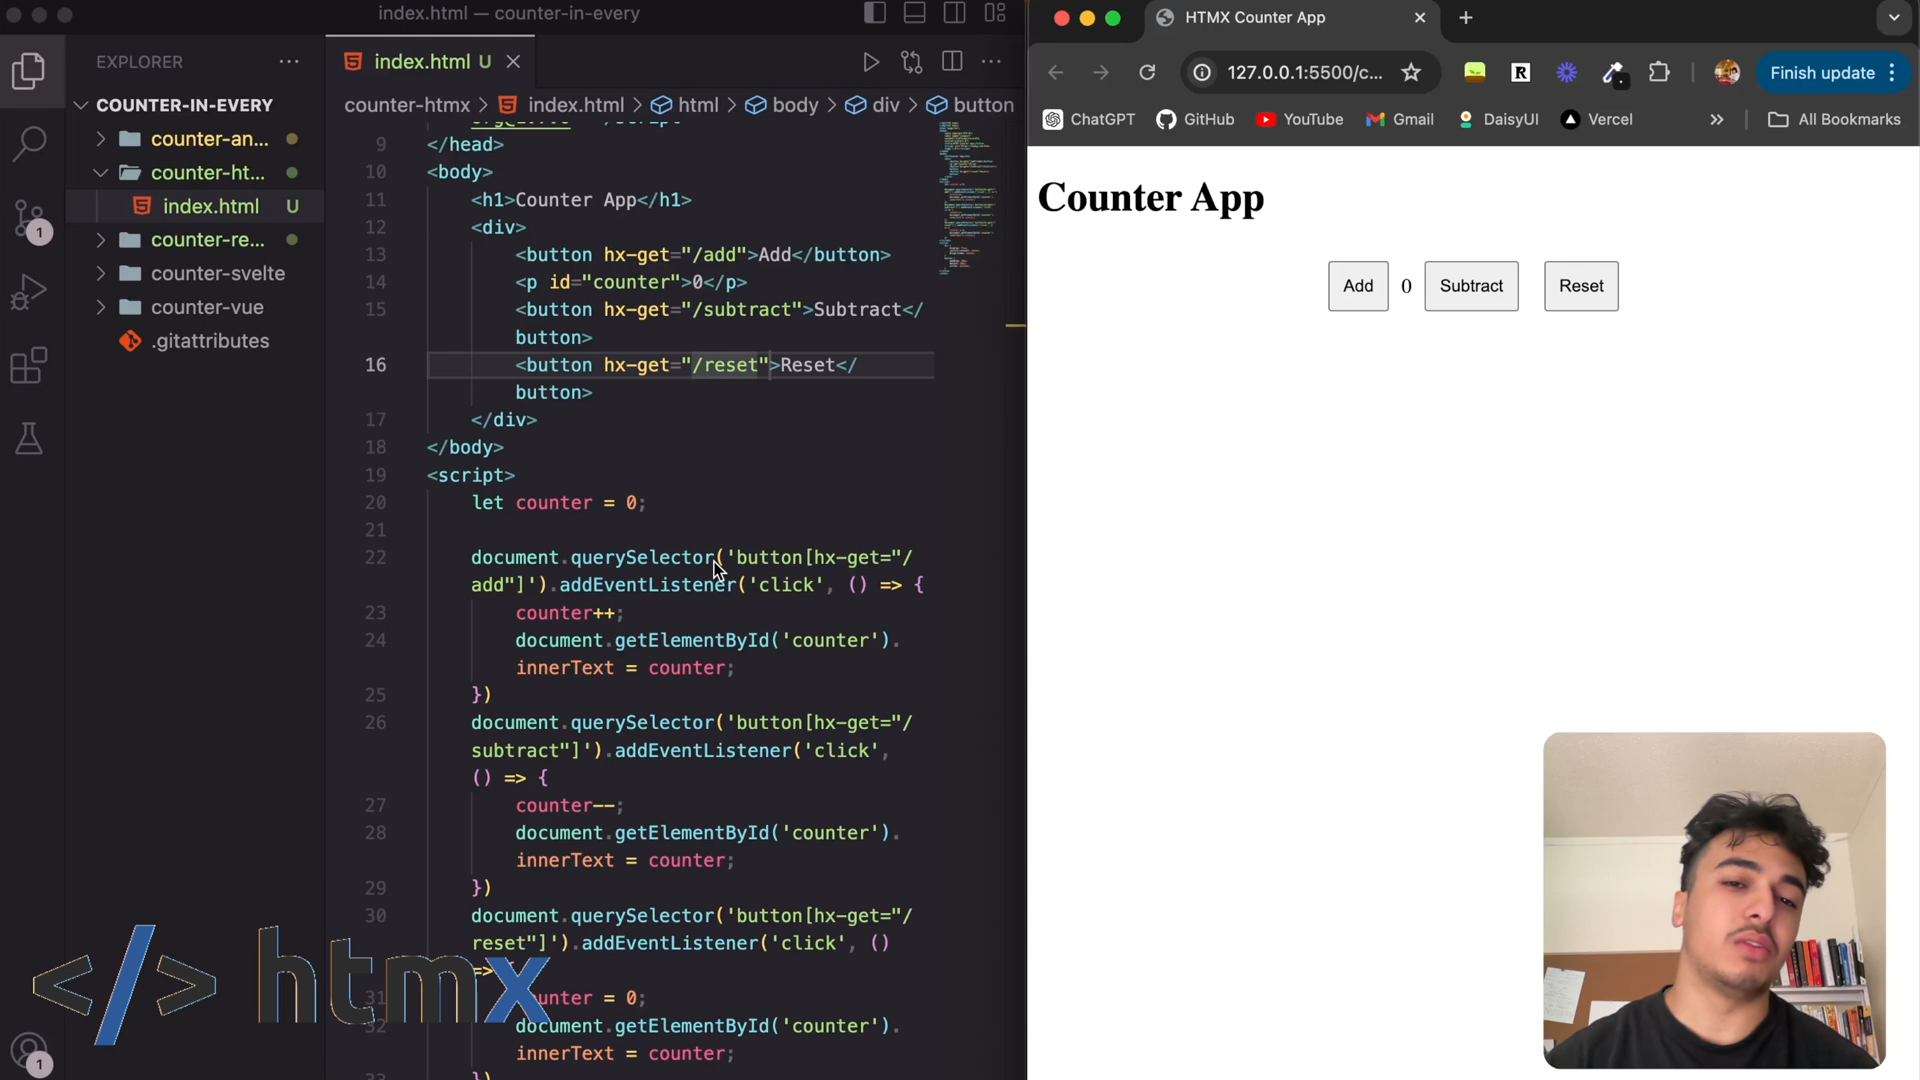 index.html — counter-in-every
EXPLORER
index.html U
COUNTER-IN-EVERY
counter-an...
counter-ht...
index.html U
counter-re...
counter-svelte
counter-vue
.gitattributes
1
1
counter-htmx > index.html > html > body > div > button
9 </head>
10 <body>
11 <h1>Counter App</h1>
12 <div>
13 <button hx-get="/add">Add</button>
14 <p id="counter">0</p>
15 <button hx-get="/subtract">Subtract</
button>
16 <button hx-get="/reset">Reset</
button>
17 </div>
18 </body>
19 <script>
20 let counter = 0;
21
22 document.querySelector('button[hx-get="/
add"]').addEventListener('click', () => {
23 counter++;
24 document.getElementById('counter').
innerText = counter;
25 })
26 document.querySelector('button[hx-get="/
subtract"]').addEventListener('click',
() => {
27 counter--;
28 document.getElementById('counter').
innerText = counter;
29 })
30 document.querySelector('button[hx-get="/
reset"]').addEventListener('click', ()
=> {
31 counter = 0;
32 document.getElementById('counter').
innerText = counter;
33 })
</> htmx
HTMX Counter App
127.0.0.1:5500/c...
Finish update
ChatGPT GitHub YouTube Gmail DaisyUI Vercel All Bookmarks
Counter App
Add 0 Subtract Reset